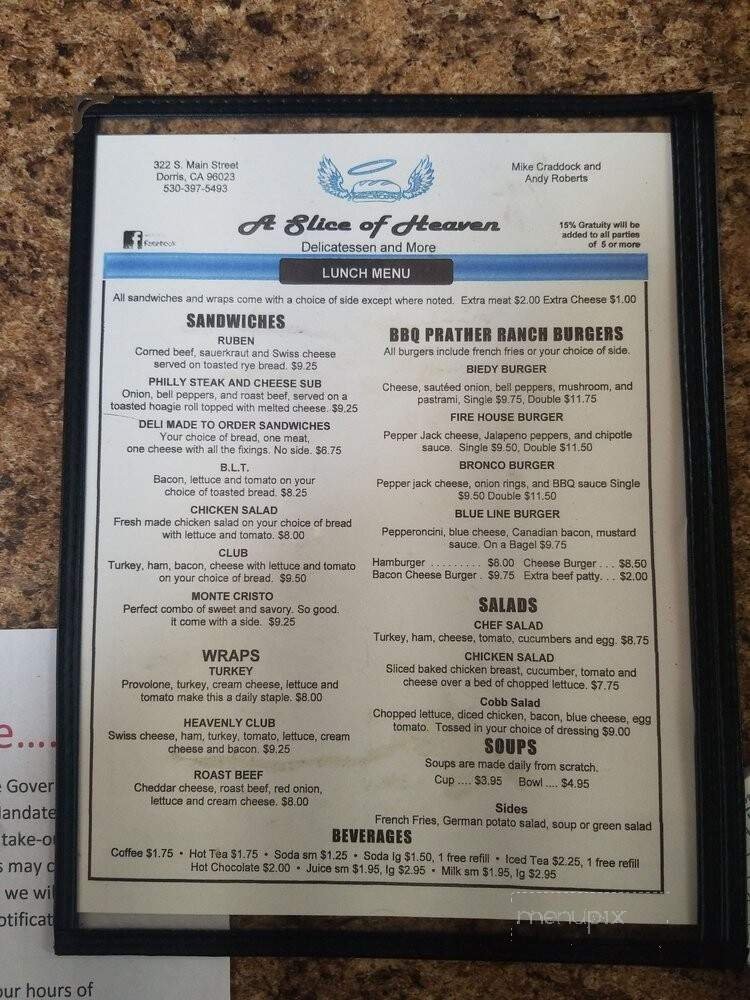 322 S. Main Street
Dorris, CA 96023
530-397-5493
Mike Craddock and
Andy Roberts
A Slice of Heaven
Delicatessen and More
15% Gratuity will be
added to all parties
of 5 or more
facebook
LUNCH MENU
All sandwiches and wraps come with a choice of side except where noted. Extra meat $2.00 Extra Cheese $1.00
SANDWICHES
RUBEN
Corned beef, sauerkraut and Swiss cheese
served on toasted rye bread. $9.25
PHILLY STEAK AND CHEESE SUB
Onion, bell peppers, and roast beef, served on a
toasted hoagie roll topped with melted cheese. $9.25
DELI MADE TO ORDER SANDWICHES
Your choice of bread, one meat,
one cheese with all the fixings. No side. $6.75
B.L.T.
Bacon, lettuce and tomato on your
choice of toasted bread. $8.25
CHICKEN SALAD
Fresh made chicken salad on your choice of bread
with lettuce and tomato. $8.00
CLUB
Turkey, ham, bacon, cheese with lettuce and tomato
on your choice of bread. $9.50
MONTE CRISTO
Perfect combo of sweet and savory. So good.
it come with a side. $9.25
WRAPS
TURKEY
Provolone, turkey, cream cheese, lettuce and
tomato make this a daily staple. $8.00
HEAVENLY CLUB
Swiss cheese, ham, turkey, tomato, lettuce, cream
cheese and bacon. $9.25
ROAST BEEF
Cheddar cheese, roast beef, red onion,
lettuce and cream cheese. $8.00
BBQ PRATHER RANCH BURGERS
All burgers include french fries or your choice of side.
BIEDY BURGER
Cheese, sautéed onion, bell peppers, mushroom, and
pastrami, Single $9.75, Double $11.75
FIRE HOUSE BURGER
Pepper Jack cheese, Jalapeno peppers, and chipotle
sauce. Single $9.50, Double $11.50
BRONCO BURGER
Pepper jack cheese, onion rings, and BBQ sauce Single
$9.50 Double $11.50
BLUE LINE BURGER
Pepperoncini, blue cheese, Canadian bacon, mustard
sauce. On a Bagel $9.75
Hamburger ......... $8.00 Cheese Burger ... $8.50
Bacon Cheese Burger . $9.75 Extra beef patty... $2.00
SALADS
CHEF SALAD
Turkey, ham, cheese, tomato, cucumbers and egg. $8.75
CHICKEN SALAD
Sliced baked chicken breast, cucumber, tomato and
cheese over a bed of chopped lettuce. $7.75
Cobb Salad
Chopped lettuce, diced chicken, bacon, blue cheese, egg
tomato. Tossed in your choice of dressing $9.00
SOUPS
Soups are made daily from scratch.
Cup .... $3.95 Bowl .... $4.95
Sides
French Fries, German potato salad, soup or green salad
BEVERAGES
Coffee $1.75 • Hot Tea $1.75 • Soda sm $1.25 • Soda lg $1.50, 1 free refill • Iced Tea $2.25, 1 free refill
Hot Chocolate $2.00 • Juice sm $1.95, lg $2.95 • Milk sm $1.95, lg $2.95
menupix
e....
e Gover
Mandate
take-o
s may c
we wil
otificat
our hours of